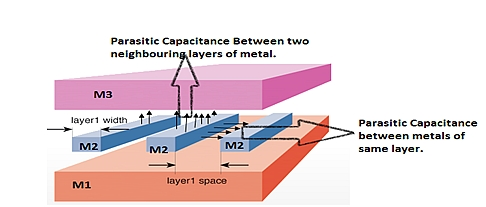 Parasitic Capacitance Between two
neighbouring layers of metal.
M3
layer1 width
Parasitic Capacitance
between metals of
same layer.
M2
M2
M2
layer1 space
M1